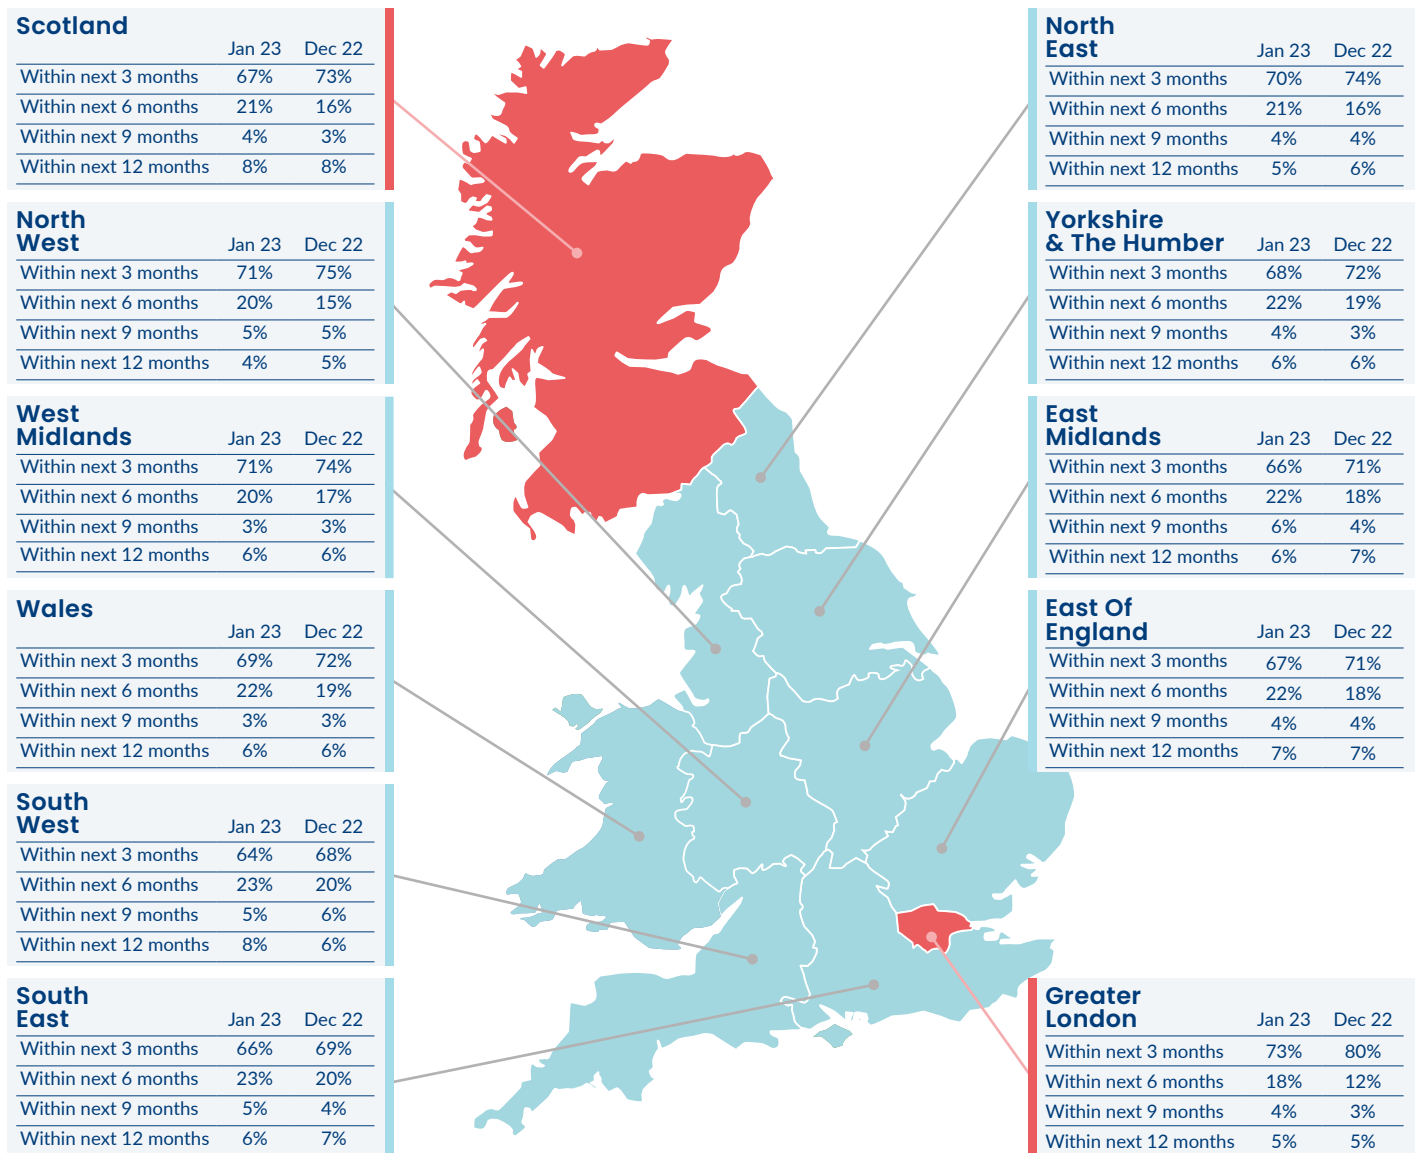 Scotland
Jan 23 Dec 22
Within next 3 months 67% 73%
Within next 6 months 21% 16%
Within next 9 months 4% 3%
Within next 12 months 8% 8%
North
West Jan 23 Dec 22
Within next 3 months 71% 75%
Within next 6 months 20% 15%
Within next 9 months 5% 5%
Within next 12 months 4% 5%
West
Midlands Jan 23 Dec 22
Within next 3 months 71% 74%
Within next 6 months 20% 17%
Within next 9 months 3% 3%
Within next 12 months 6% 6%
Wales
Jan 23 Dec 22
Within next 3 months 69% 72%
Within next 6 months 22% 19%
Within next 9 months 3% 3%
Within next 12 months 6% 6%
South
West Jan 23 Dec 22
Within next 3 months 64% 68%
Within next 6 months 23% 20%
Within next 9 months 5% 6%
Within next 12 months 8% 6%
South
East Jan 23 Dec 22
Within next 3 months 66% 69%
Within next 6 months 23% 20%
Within next 9 months 5% 4%
Within next 12 months 6% 7%
North
East Jan 23 Dec 22
Within next 3 months 70% 74%
Within next 6 months 21% 16%
Within next 9 months 4% 4%
Within next 12 months 5% 6%
Yorkshire
& The Humber Jan 23 Dec 22
Within next 3 months 68% 72%
Within next 6 months 22% 19%
Within next 9 months 4% 3%
Within next 12 months 6% 6%
East
Midlands Jan 23 Dec 22
Within next 3 months 66% 71%
Within next 6 months 22% 18%
Within next 9 months 6% 4%
Within next 12 months 6% 7%
East Of
England Jan 23 Dec 22
Within next 3 months 67% 71%
Within next 6 months 22% 18%
Within next 9 months 4% 4%
Within next 12 months 7% 7%
Greater
London Jan 23 Dec 22
Within next 3 months 73% 80%
Within next 6 months 18% 12%
Within next 9 months 4% 3%
Within next 12 months 5% 5%